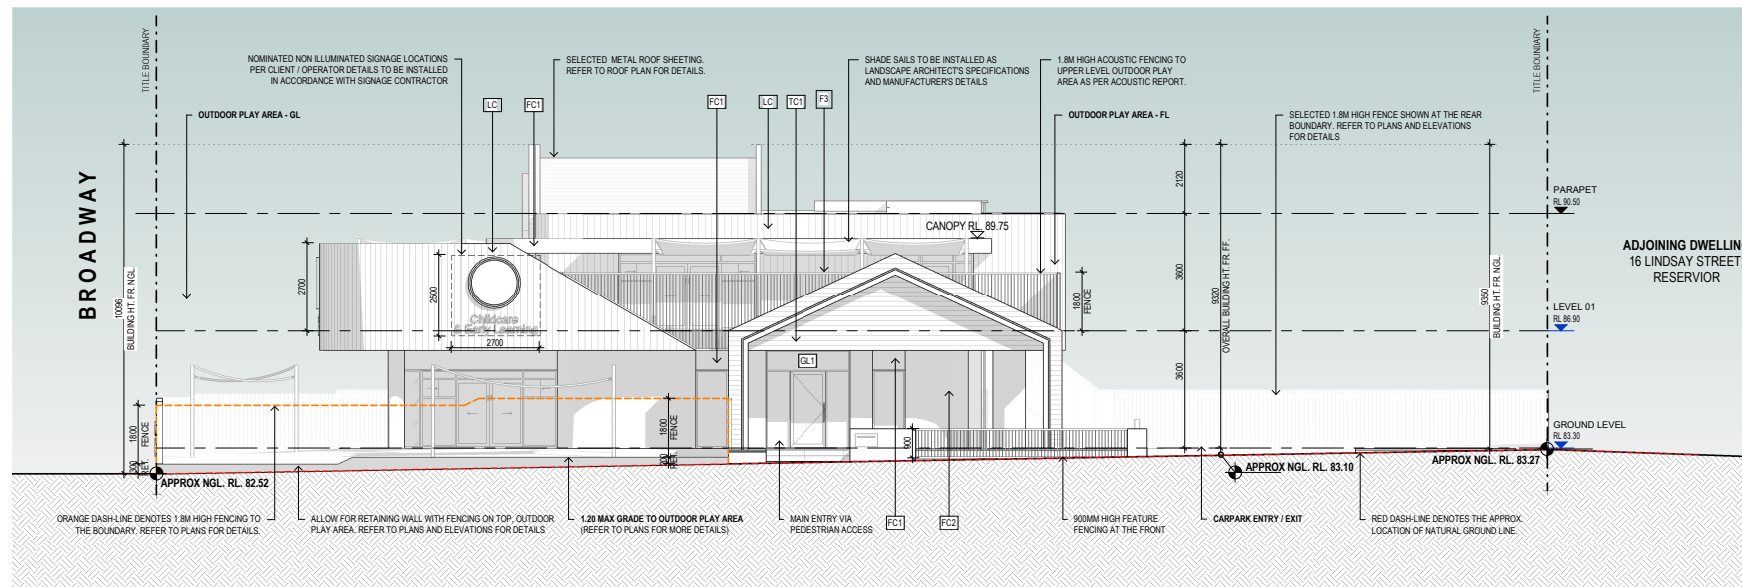 TITLE BOUNDARY
NOMINATED NON ILLUMINATED SIGNAGE LOCATIONS
PER CLIENT / OPERATOR DETAILS TO BE INSTALLED
IN ACCORDANCE WITH SIGNAGE CONTRACTOR
SELECTED METAL ROOF SHEETING.
REFER TO ROOF PLAN FOR DETAILS.
SHADE SAILS TO BE INSTALLED AS
LANDSCAPE ARCHITECT'S SPECIFICATIONS
AND MANUFACTURER'S DETAILS
1.8M HIGH ACOUSTIC FENCING TO
UPPER LEVEL OUTDOOR PLAY
AREA AS PER ACOUSTIC REPORT.
TITLE BOUNDARY
LC
FC1
FC1
LC
TC1
F3
OUTDOOR PLAY AREA - GL
OUTDOOR PLAY AREA - FL
SELECTED 1.8M HIGH FENCE SHOWN AT THE REAR
BOUNDARY. REFER TO PLANS AND ELEVATIONS
FOR DETAILS
BROADWAY
10096
BUILDING HT. FR. NGL
2120
3600
3600
9320
OVERALL BUILDING HT. FR. FF.
9350
BUILDING HT. FR. NGL
PARAPET
RL 90.50
CANOPY RL. 89.75
ADJOINING DWELLING
16 LINDSAY STREET,
RESERVIOR
2700
2500
Childcare
& Early Learning
2700
1800
FENCE
LEVEL 01
RL 86.90
GL1
1800
FENCE
200
RET.
1800
FENCE
200
RET.
900
GROUND LEVEL
RL 83.30
APPROX NGL. RL. 82.52
APPROX NGL. RL. 83.10
APPROX NGL. RL. 83.27
ORANGE DASH-LINE DENOTES 1.8M HIGH FENCING TO
THE BOUNDARY. REFER TO PLANS FOR DETAILS.
ALLOW FOR RETAINING WALL WITH FENCING ON TOP, OUTDOOR
PLAY AREA. REFER TO PLANS AND ELEVATIONS FOR DETAILS
1.20 MAX GRADE TO OUTDOOR PLAY AREA
(REFER TO PLANS FOR MORE DETAILS)
MAIN ENTRY VIA
PEDESTRIAN ACCESS
FC1
FC2
900MM HIGH FEATURE
FENCING AT THE FRONT
CARPARK ENTRY / EXIT
RED DASH-LINE DENOTES THE APPROX.
LOCATION OF NATURAL GROUND LINE.